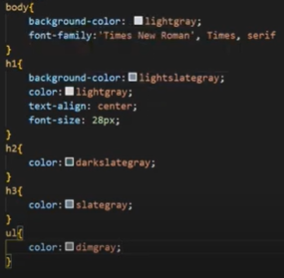 body{
background-color: lightgray;
font-family:'Times New Roman', Times, serif
}
h1{
background-color: lightslategray;
color: lightgray;
text-align: center;
font-size: 28px;
}
h2{
color: darkslategray;
}
h3{
color: slategray;
}
ul{
color: dimgray;
}